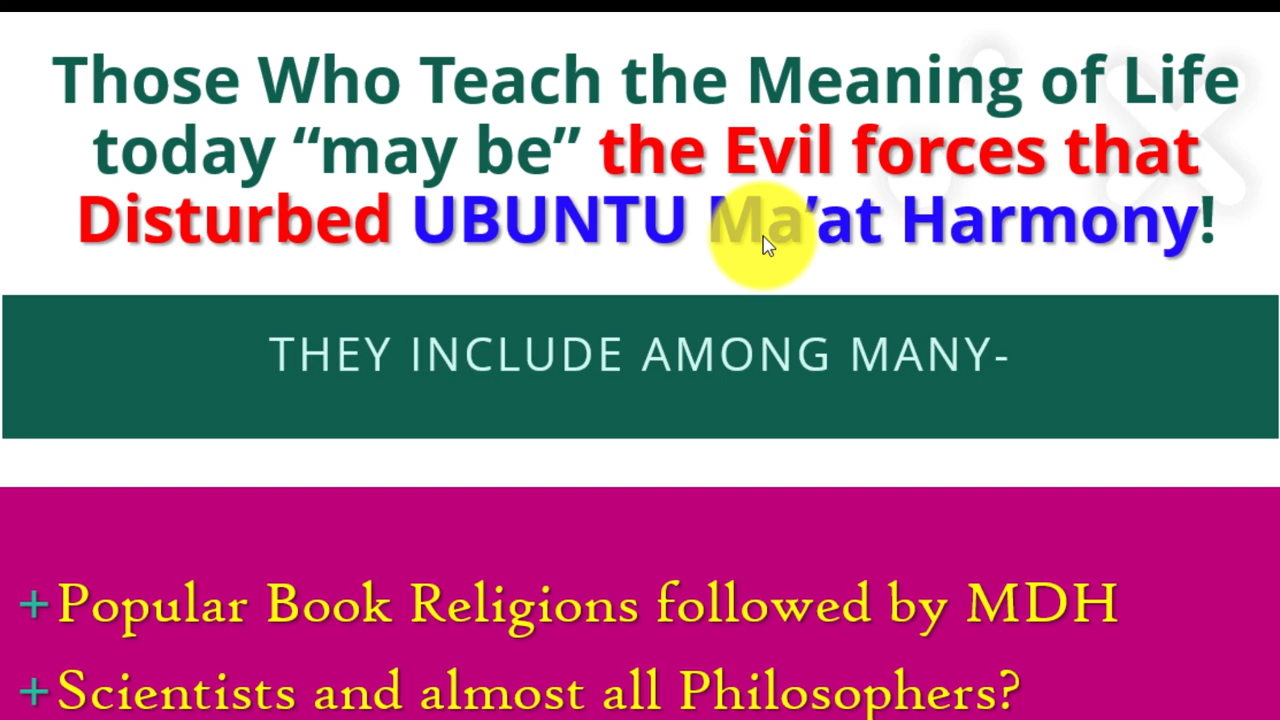 Those Who Teach the Meaning of Life
today “may be” the Evil forces that
Disturbed UBUNTU Ma’at Harmony!
THEY INCLUDE AMONG MANY-
+Popular Book Religions followed by MDH
+Scientists and almost all Philosophers?